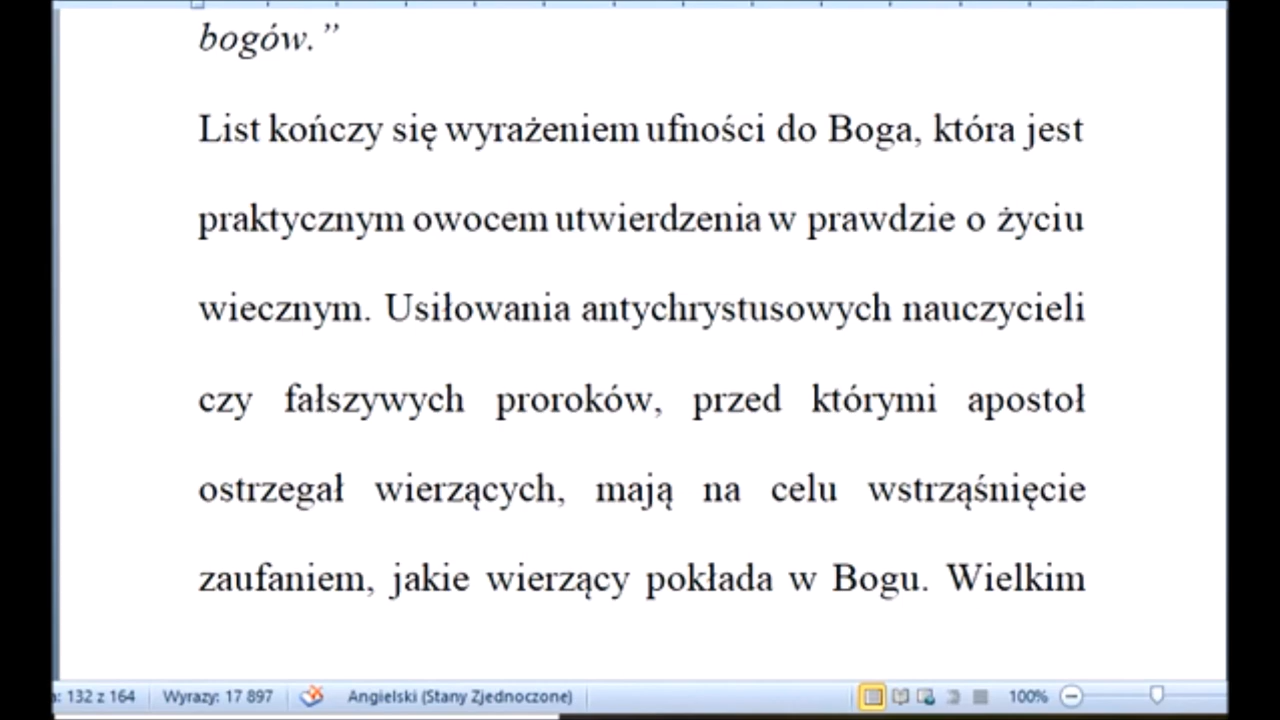 bogów.”
List kończy się wyrażeniem ufności do Boga, która jest
praktycznym owocem utwierdzenia w prawdzie o życiu
wiecznym. Usiłowania antychrystusowych nauczycieli
czy fałszywych proroków, przed którymi apostoł
ostrzegał wierzących, mają na celu wstrząśnięcie
zaufaniem, jakie wierzący pokłada w Bogu. Wielkim
: 132 z 164 Wyrazy: 17 897 Angielski (Stany Zjednoczone) 100%